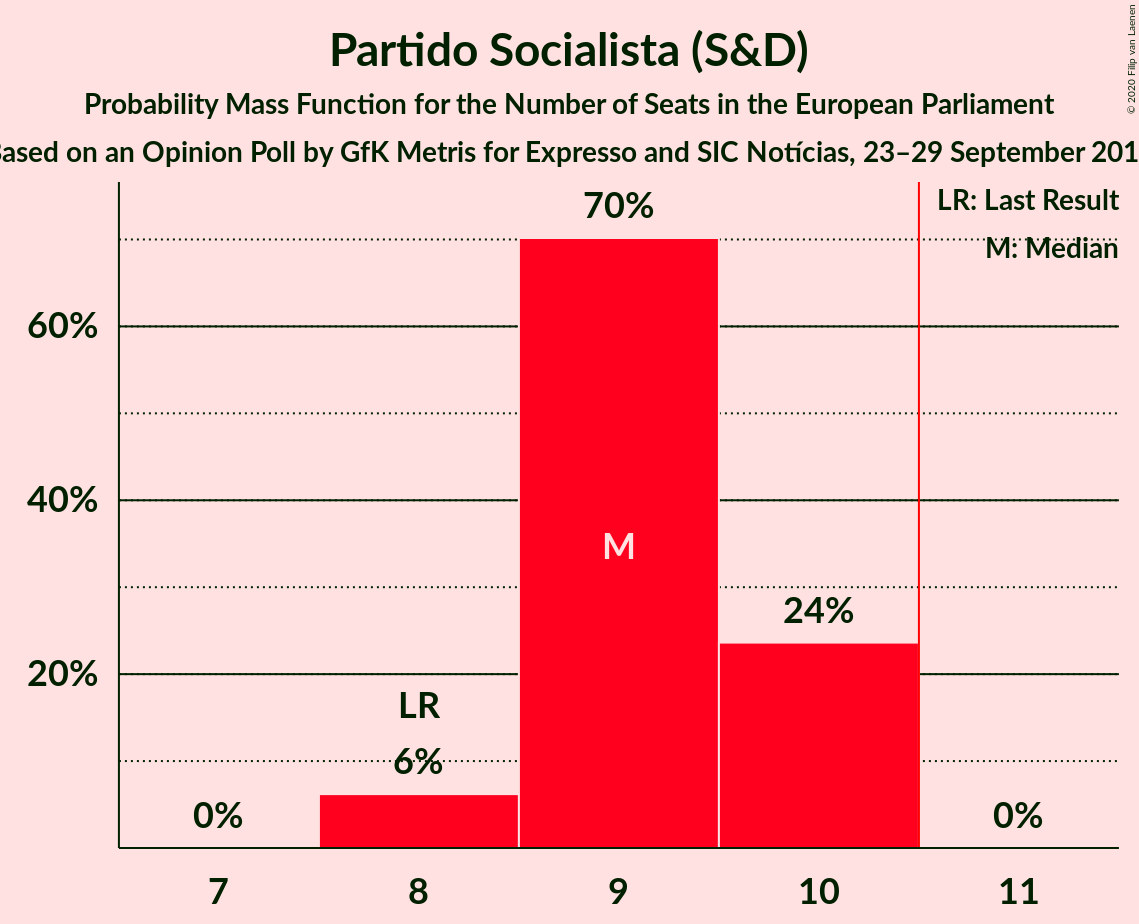 Partido Socialista (S&D)
Probability Mass Function for the Number of Seats in the European Parliament
ased on an Opinion Poll by GfK Metris for Expresso and SIC Notícias, 23–29 September 201
© 2020 Filip van Laenen
LR: Last Result
M: Median
70%
60%
M
40%
24%
20%
LR
6%
0%
0%
7 8 9 10 11